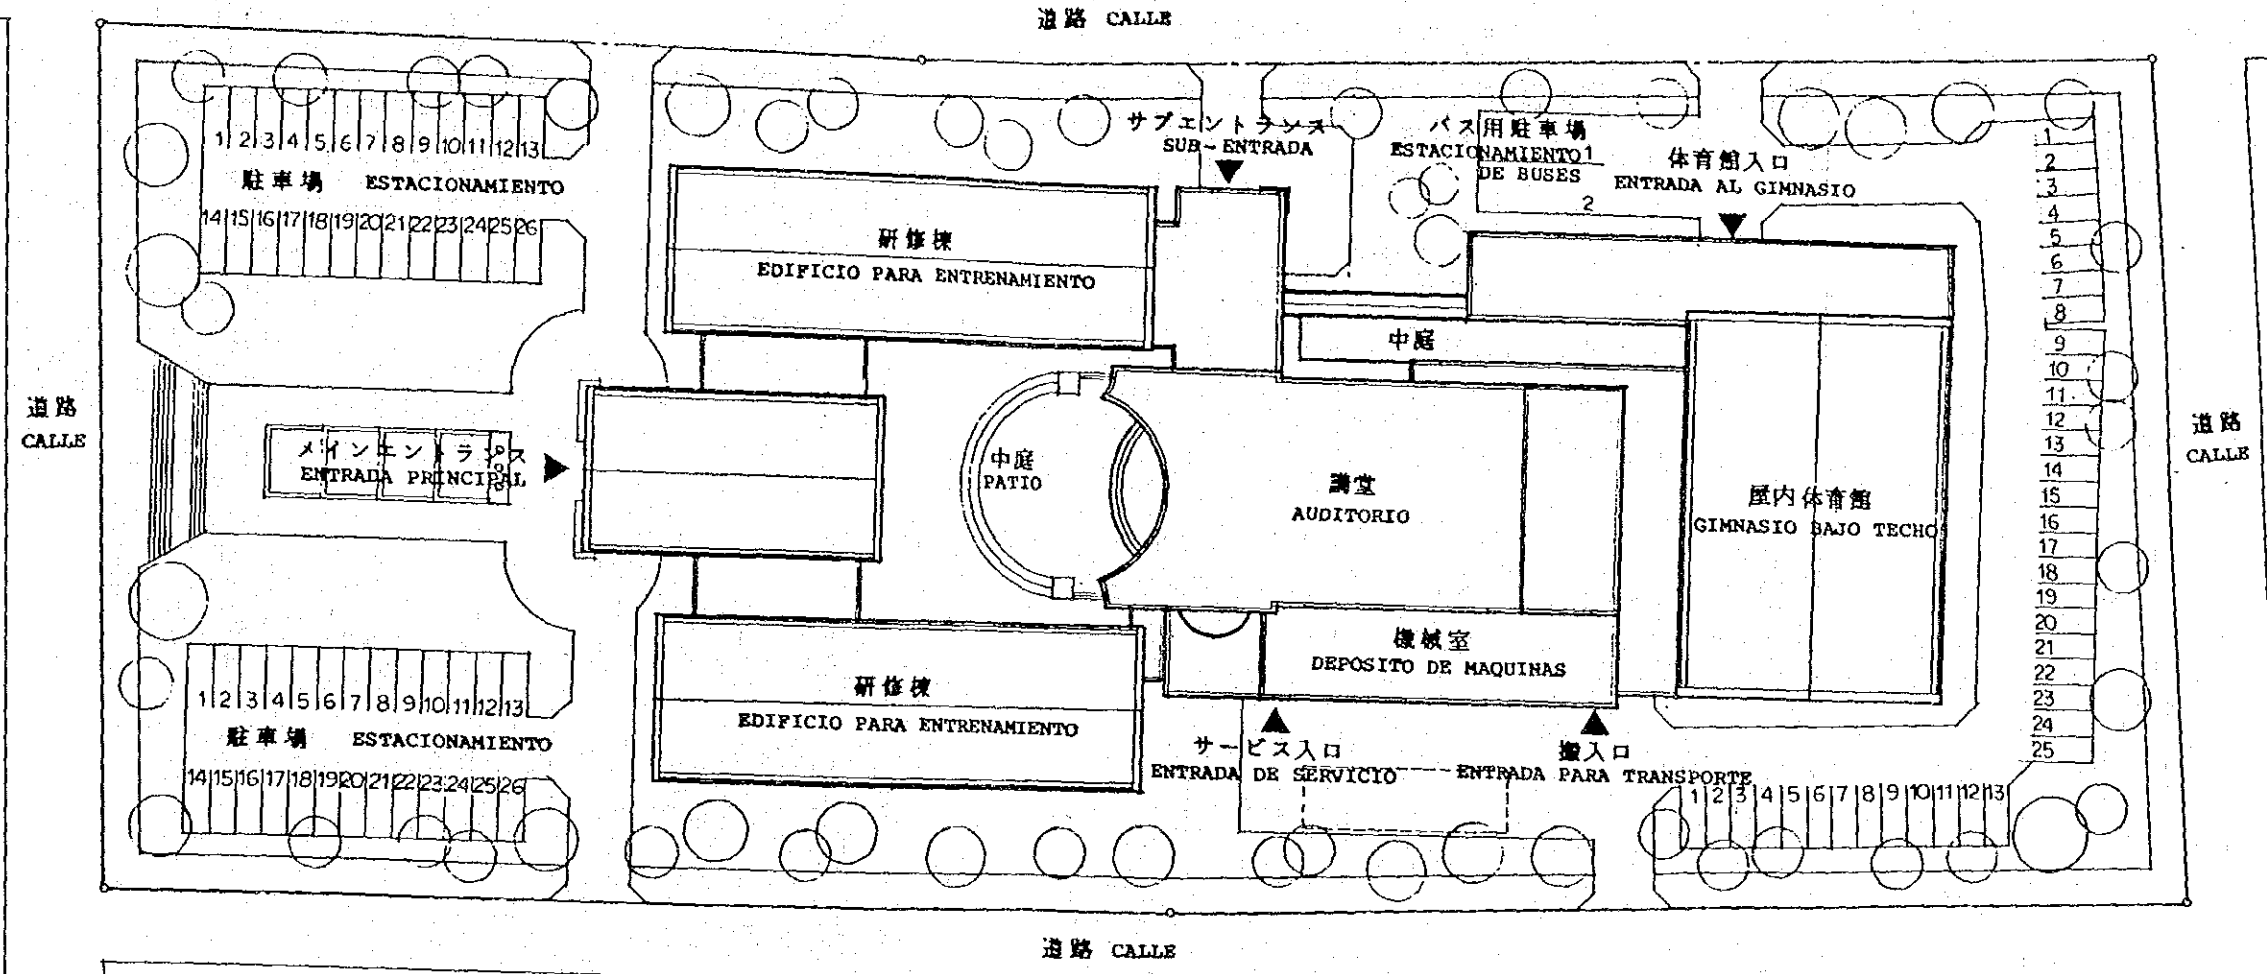 道路 CALLE
1 2 3 4 5 6 7 8 9 10 11 12 13
駐車場 ESTACIONAMIENTO
14 15 16 17 18 19 20 21 22 23 24 25 26
サブエントランス
SUB-ENTRADA
バス用駐車場
ESTACIONAMIENTO 1
DE BUSES
2
体育館入口
ENTRADA AL GIMNASIO
研修棟
EDIFICIO PARA ENTRENAMIENTO
中庭
道路
CALLE
メインエントランス
ENTRADA PRINCIPAL
中庭
PATIO
講堂
AUDITORIO
屋内体育館
GIMNASIO BAJO TECHO
1
2
3
4
5
6
7
8
9
10
11
12
13
14
15
16
17
18
19
20
21
22
23
24
25
道路
CALLE
機械室
DEPOSITO DE MAQUINAS
研修棟
EDIFICIO PARA ENTRENAMIENTO
1 2 3 4 5 6 7 8 9 10 11 12 13
駐車場 ESTACIONAMIENTO
14 15 16 17 18 19 20 21 22 23 24 25 26
サービス入口
ENTRADA DE SERVICIO
搬入口
ENTRADA PARA TRANSPORTE
1 2 3 4 5 6 7 8 9 10 11 12 13
道路 CALLE